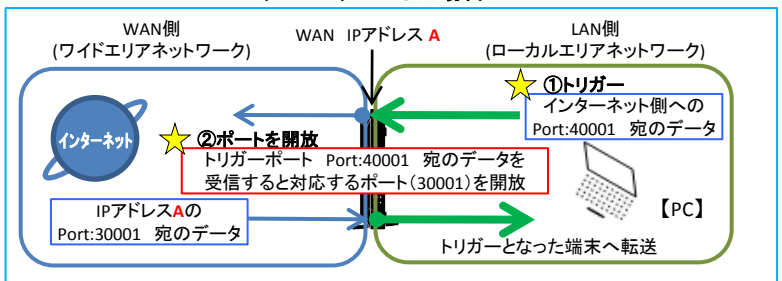 WAN側
(ワイドエリアネットワーク)
WAN IPアドレス A
LAN側
(ローカルエリアネットワーク)
①トリガー
インターネット側への
Port:40001 宛のデータ
インターネット
②ポートを開放
トリガーポート Port:40001 宛のデータを
受信すると対応するポート(30001)を開放
IPアドレスAの
Port:30001 宛のデータ
【PC】
トリガーとなった端末へ転送